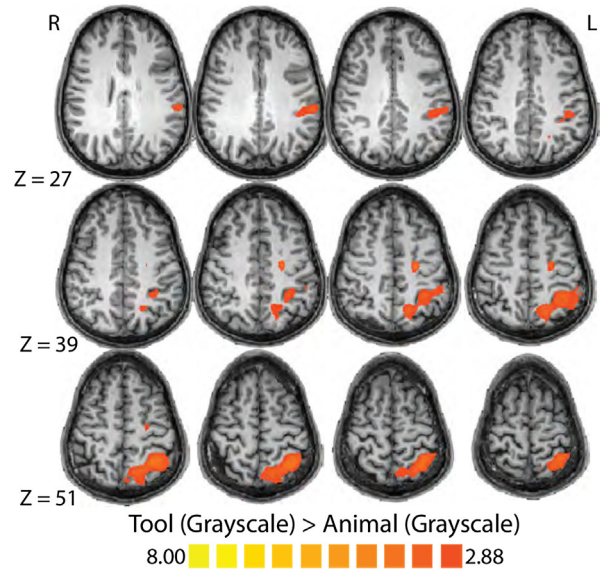 R L
Z = 27
Z = 39
Z = 51
Tool (Grayscale) > Animal (Grayscale)
8.00 2.88